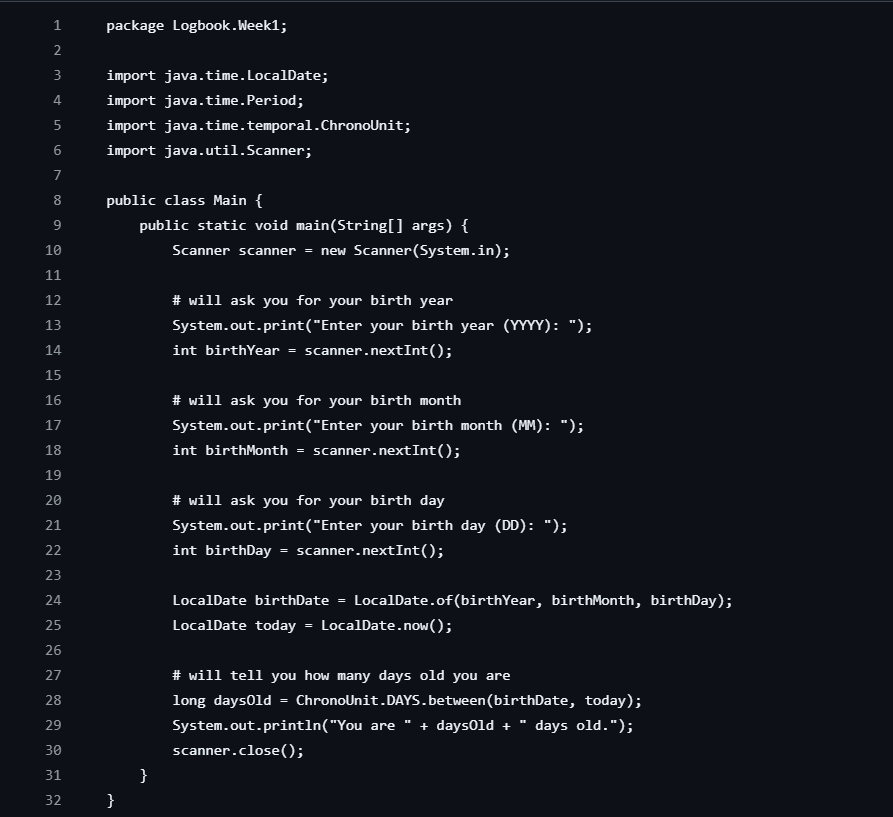 1 package Logbook.Week1;
2
3 import java.time.LocalDate;
4 import java.time.Period;
5 import java.time.temporal.ChronoUnit;
6 import java.util.Scanner;
7
8 public class Main {
9     public static void main(String[] args) {
10         Scanner scanner = new Scanner(System.in);
11
12         # will ask you for your birth year
13         System.out.print("Enter your birth year (YYYY): ");
14         int birthYear = scanner.nextInt();
15
16         # will ask you for your birth month
17         System.out.print("Enter your birth month (MM): ");
18         int birthMonth = scanner.nextInt();
19
20         # will ask you for your birth day
21         System.out.print("Enter your birth day (DD): ");
22         int birthDay = scanner.nextInt();
23
24         LocalDate birthDate = LocalDate.of(birthYear, birthMonth, birthDay);
25         LocalDate today = LocalDate.now();
26
27         # will tell you how many days old you are
28         long daysOld = ChronoUnit.DAYS.between(birthDate, today);
29         System.out.println("You are " + daysOld + " days old.");
30         scanner.close();
31     }
32 }